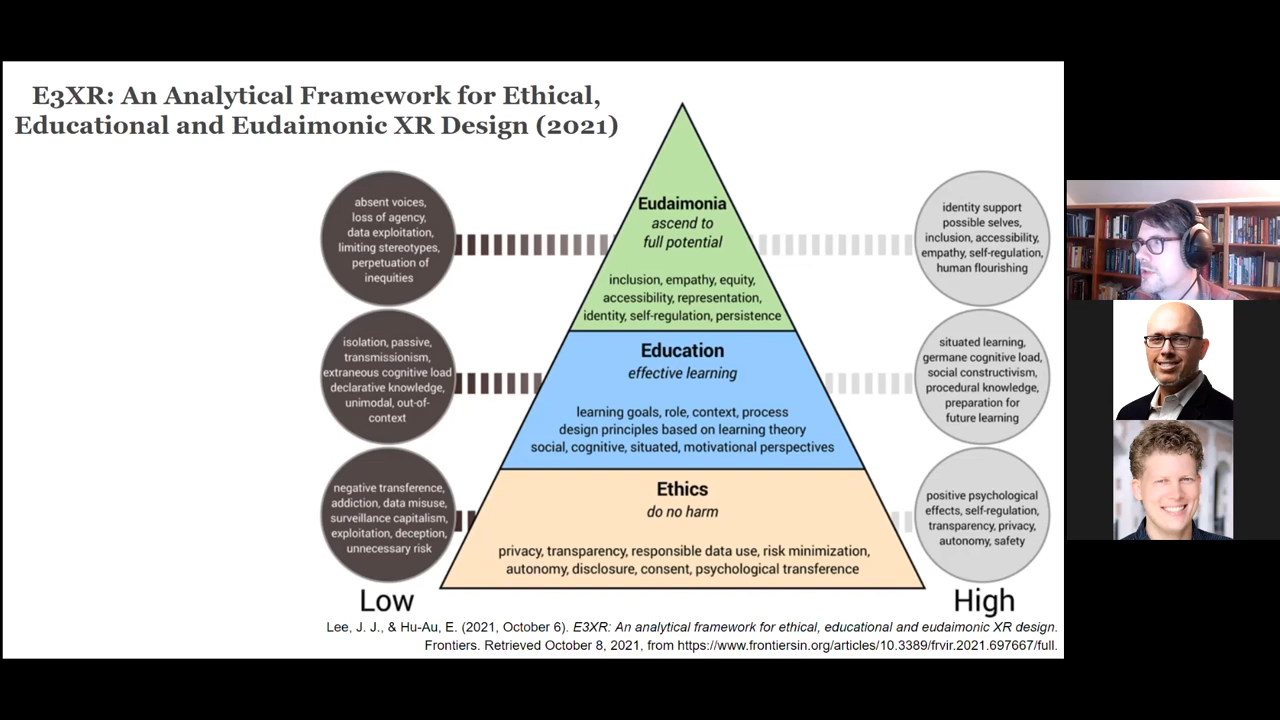 E3XR: An Analytical Framework for Ethical,
Educational and Eudaimonic XR Design (2021)
absent voices,
loss of agency,
data exploitation,
limiting stereotypes,
perpetuation of
inequities
Eudaimonia
ascend to
full potential
inclusion, empathy, equity,
accessibility, representation,
identity, self-regulation, persistence
identity support
possible selves,
inclusion, accessibility,
empathy, self-regulation,
human flourishing
isolation, passive,
transmissionism,
extraneous cognitive load
declarative knowledge,
unimodal, out-of-
context
Education
effective learning
learning goals, role, context, process
design principles based on learning theory
social, cognitive, situated, motivational perspectives
situated learning,
germane cognitive load,
social constructivism,
procedural knowledge,
preparation for
future learning
negative transference,
addiction, data misuse,
surveillance capitalism,
exploitation, deception,
unnecessary risk
Ethics
do no harm
privacy, transparency, responsible data use, risk minimization,
autonomy, disclosure, consent, psychological transference
positive psychological
effects, self-regulation,
transparency, privacy,
autonomy, safety
Low
High
Lee, J. J., & Hu-Au, E. (2021, October 6). E3XR: An analytical framework for ethical, educational and eudaimonic XR design.
Frontiers. Retrieved October 8, 2021, from https://www.frontiersin.org/articles/10.3389/frvir.2021.697667/full.